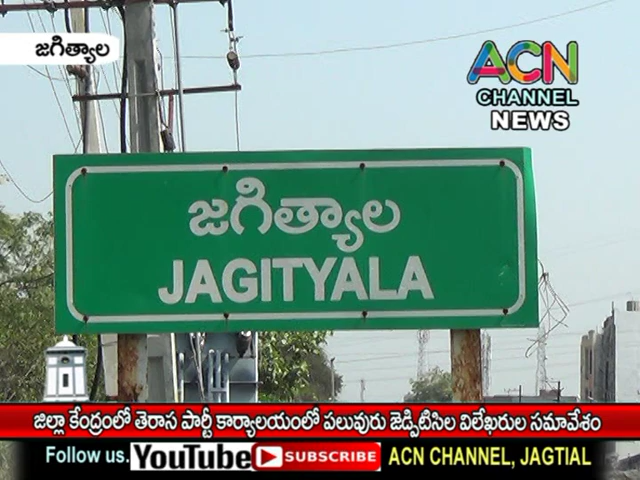 జగిత్యాల
ACN
CHANNEL
NEWS
జగిత్యాల
JAGITYALA
జిల్లా కేంద్రంలో తెరాస పార్టీ కార్యాలయంలో పలువురు జెడ్పిటిసిల విలేఖరుల సమావేశం
Follow us. YouTube SUBSCRIBE ACN CHANNEL, JAGTIAL